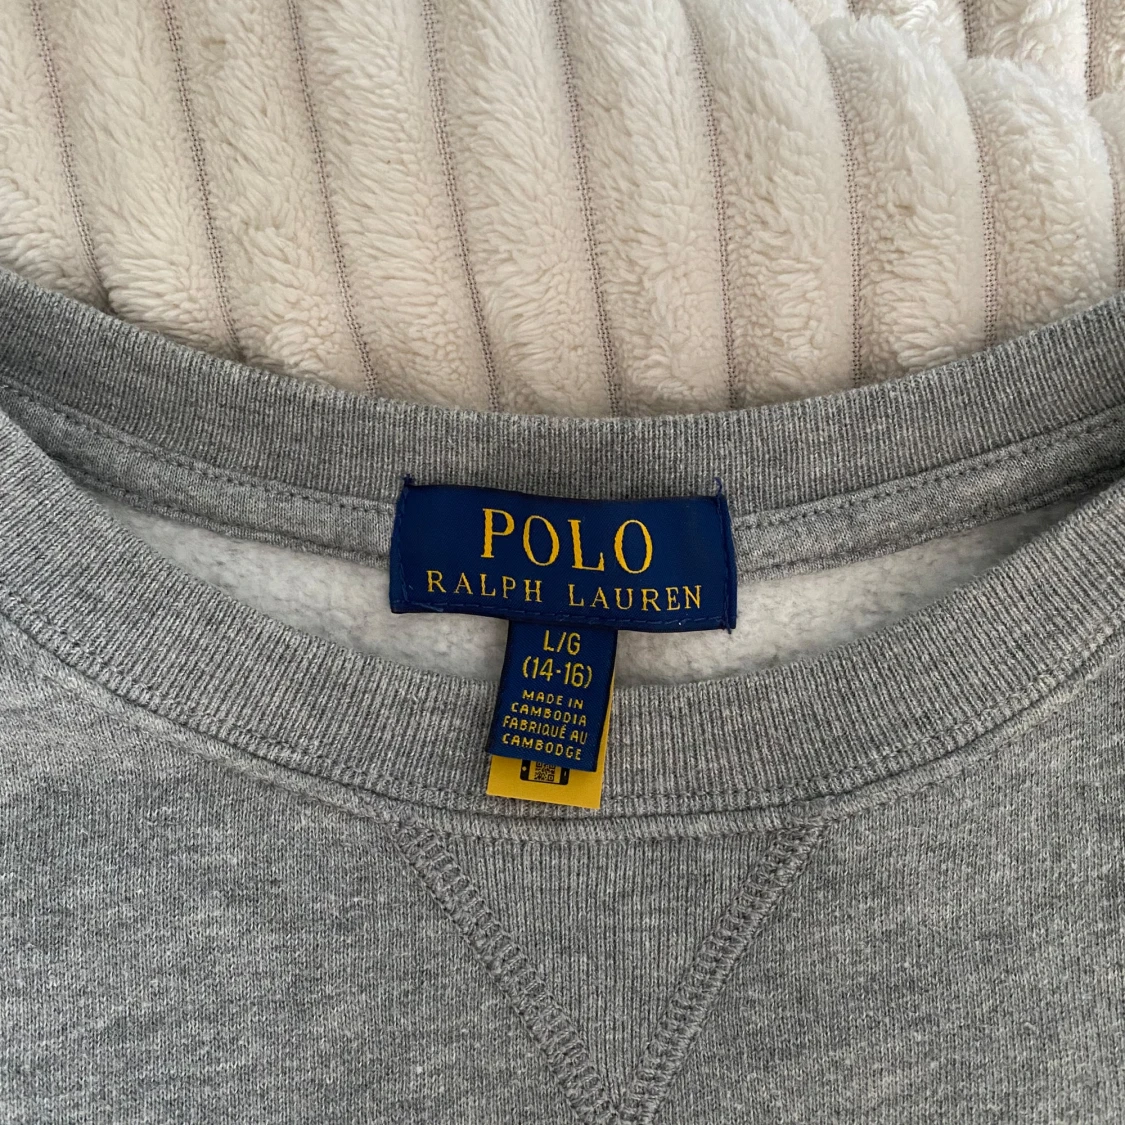 POLO
RALPH LAUREN
L/G
(14-16)
MADE IN
CAMBODIA
FABRIQUÉ AU
CAMBODGE